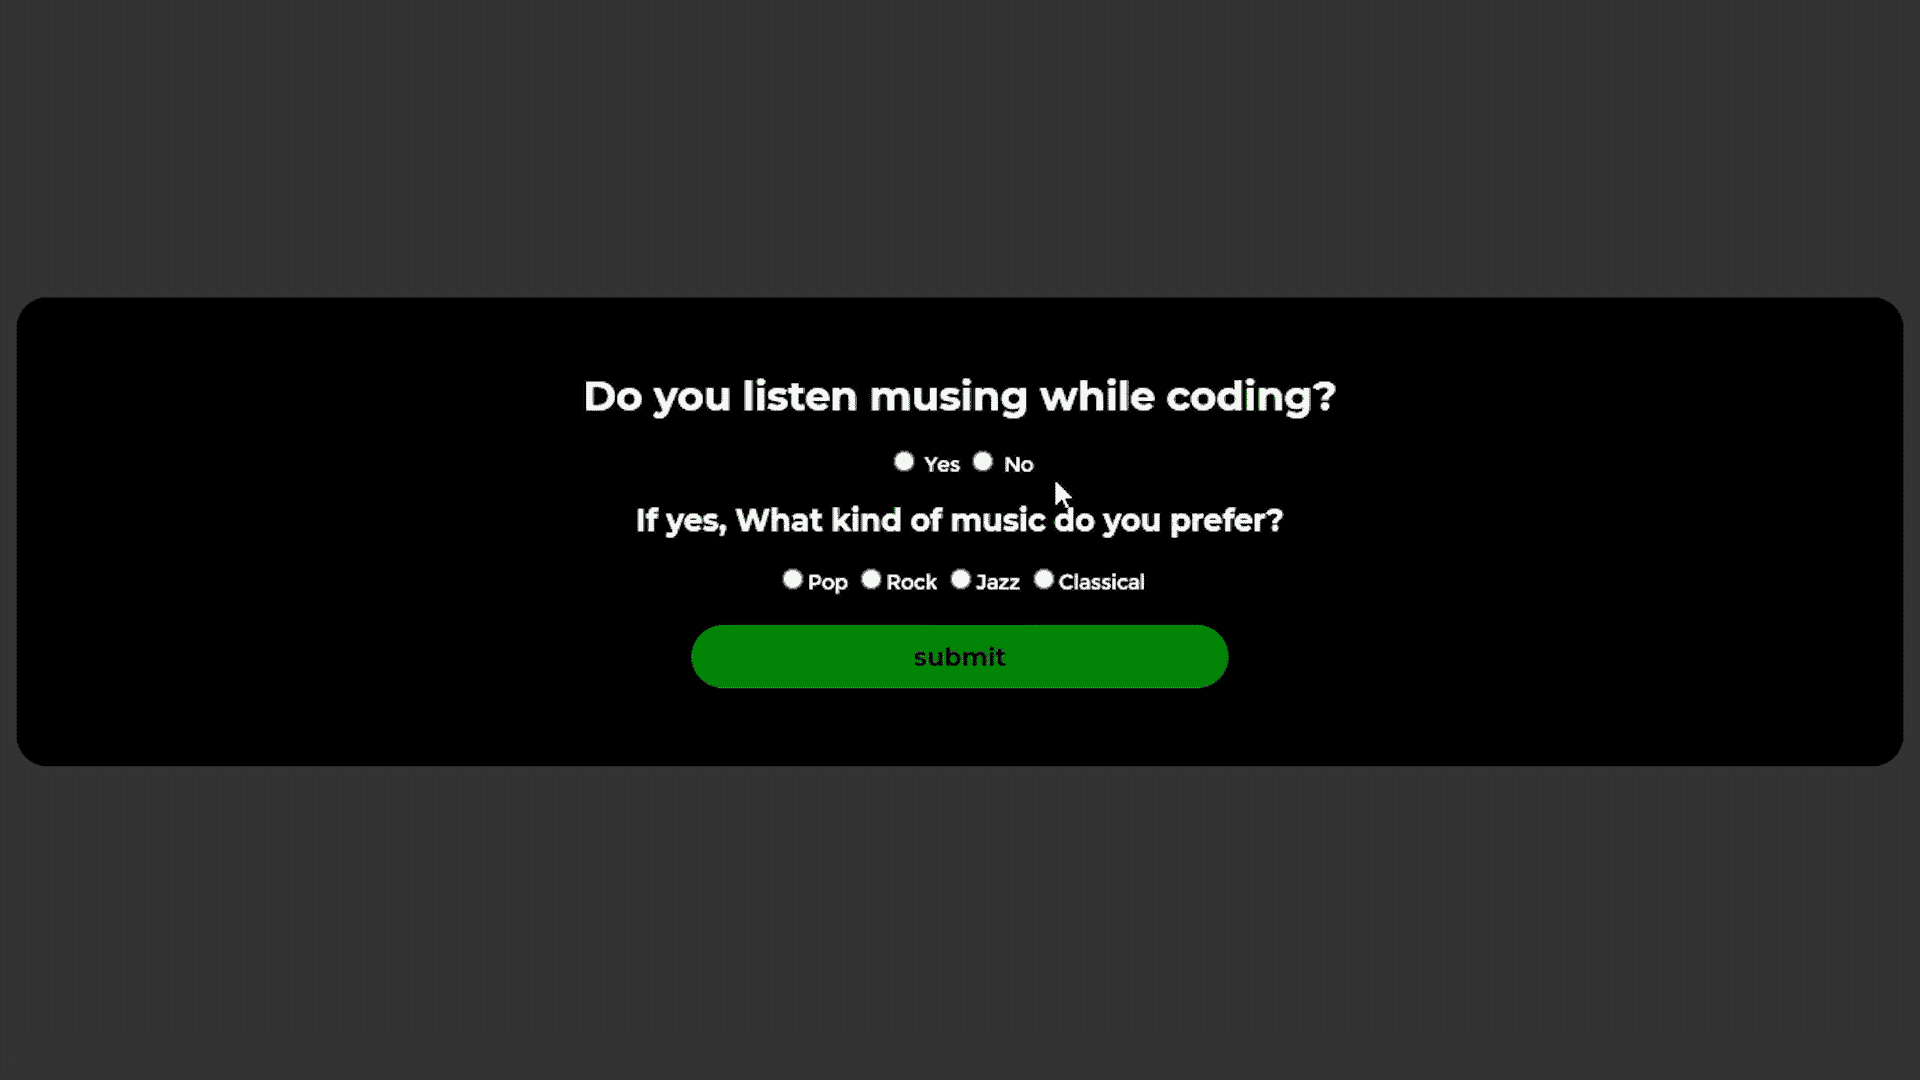 Do you listen musing while coding?
Yes No
If yes, What kind of music do you prefer?
Pop Rock Jazz Classical
submit